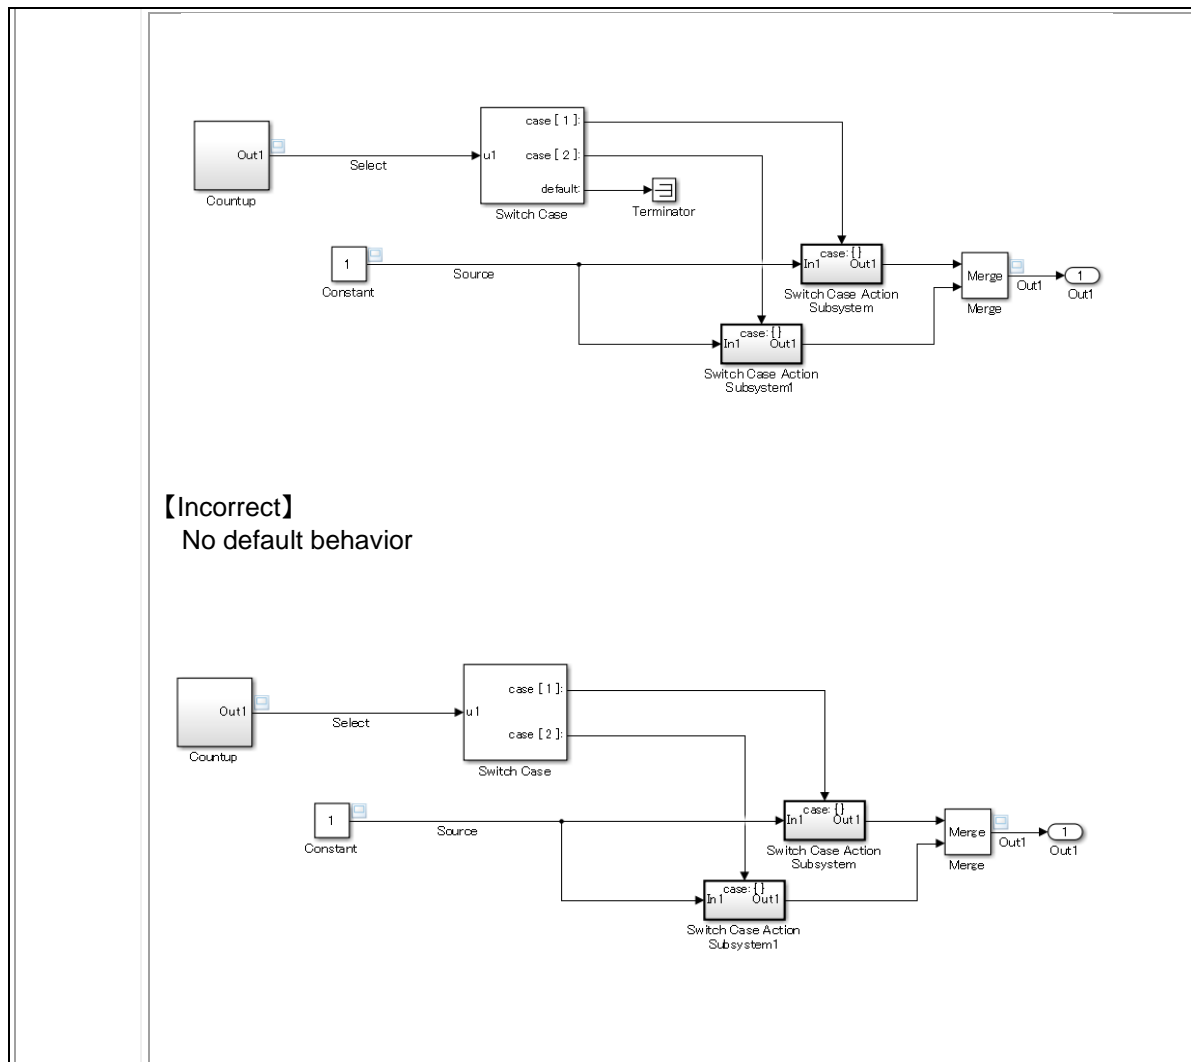 case [ 1 ]:
Out1
Select
u1
case [ 2 ]:
default:
Countup
Switch Case
Terminator
1
Constant
Source
case: { }
In1 Out1
Switch Case Action
Subsystem
Merge
Merge
Out1
1
Out1
case: { }
In1 Out1
Switch Case Action
Subsystem1
【Incorrect】
No default behavior
case [ 1 ]:
Out1
Select
u1
case [ 2 ]:
Countup
Switch Case
1
Constant
Source
case: { }
In1 Out1
Switch Case Action
Subsystem
Merge
Merge
Out1
1
Out1
case: { }
In1 Out1
Switch Case Action
Subsystem1